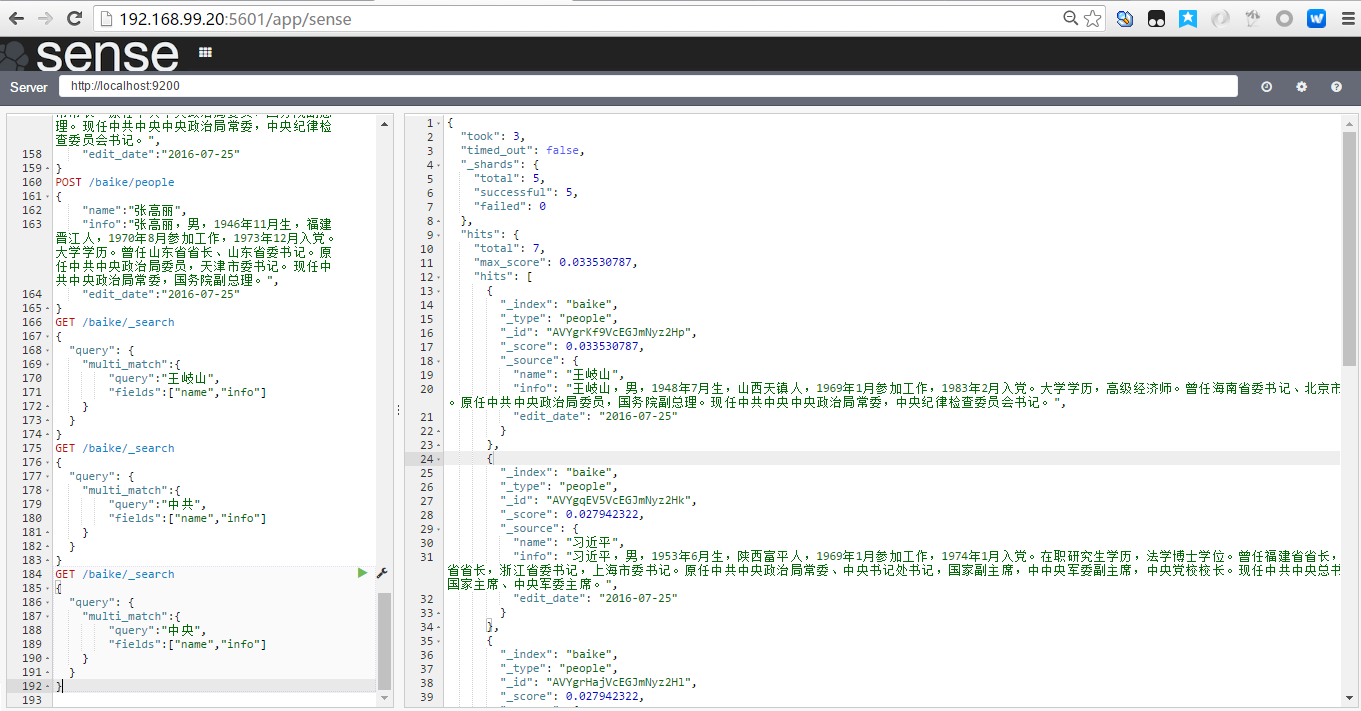 192.168.99.20:5601/app/sense
sense
Server
http://localhost:9200
理。现任中共中央中央政治局常委，中央纪律检
查委员会书记。",
158 "edit_date":"2016-07-25"
159 }
160 POST /baike/people
161 {
162 "name":"张高丽",
163 "info":"张高丽，男，1946年11月生，福建
晋江人，1970年8月参加工作，1973年12月入党。
大学学历。曾任山东省省长、山东省委书记。原
任中共中央政治局委员，天津市委书记。现任中
共中央政治局常委，国务院副总理。",
164 "edit_date":"2016-07-25"
165 }
166 GET /baike/_search
167 {
168 "query": {
169 "multi_match":{
170 "query":"王岐山",
171 "fields":["name","info"]
172 }
173 }
174 }
175 GET /baike/_search
176 {
177 "query": {
178 "multi_match":{
179 "query":"中共",
180 "fields":["name","info"]
181 }
182 }
183 }
184 GET /baike/_search
185 {
186 "query": {
187 "multi_match":{
188 "query":"中央",
189 "fields":["name","info"]
190 }
191 }
192 }
193
1 {
2 "took": 3,
3 "timed_out": false,
4 "_shards": {
5 "total": 5,
6 "successful": 5,
7 "failed": 0
8 },
9 "hits": {
10 "total": 7,
11 "max_score": 0.033530787,
12 "hits": [
13 {
14 "_index": "baike",
15 "_type": "people",
16 "_id": "AVYgrKf9VcEGJmNyz2Hp",
17 "_score": 0.033530787,
18 "_source": {
19 "name": "王岐山",
20 "info": "王岐山，男，1948年7月生，山西天镇人，1969年1月参加工作，1983年2月入党。大学学历，高级经济师。曾任海南省委书记、北京市
。原任中共中央政治局委员，国务院副总理。现任中共中央中央政治局常委，中央纪律检查委员会书记。",
21 "edit_date": "2016-07-25"
22 }
23 },
24 {
25 "_index": "baike",
26 "_type": "people",
27 "_id": "AVYgqEV5VcEGJmNyz2Hk",
28 "_score": 0.027942322,
29 "_source": {
30 "name": "习近平",
31 "info": "习近平，男，1953年6月生，陕西富平人，1969年1月参加工作，1974年1月入党。在职研究生学历，法学博士学位。曾任福建省省长，
省省长，浙江省委书记，上海市委书记。原任中共中央政治局常委、中央书记处书记，国家副主席，中中央军委副主席，中央党校校长。现任中共中央总书
国家主席、中央军委主席。",
32 "edit_date": "2016-07-25"
33 }
34 },
35 {
36 "_index": "baike",
37 "_type": "people",
38 "_id": "AVYgrHajVcEGJmNyz2Hl",
39 "_score": 0.027942322,